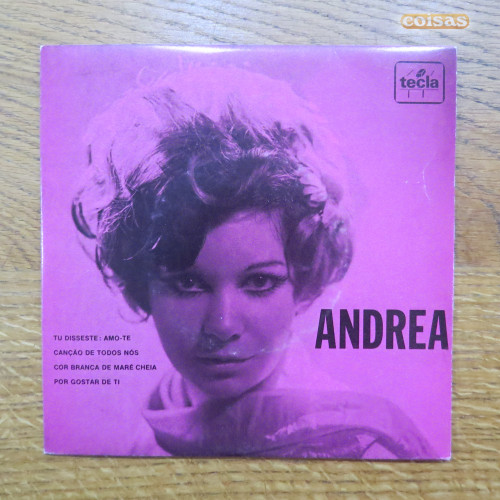 coisas
tecla
ANDREA
TU DISSESTE: AMO-TE
CANÇÃO DE TODOS NÓS
COR BRANCA DE MARÉ CHEIA
POR GOSTAR DE TI